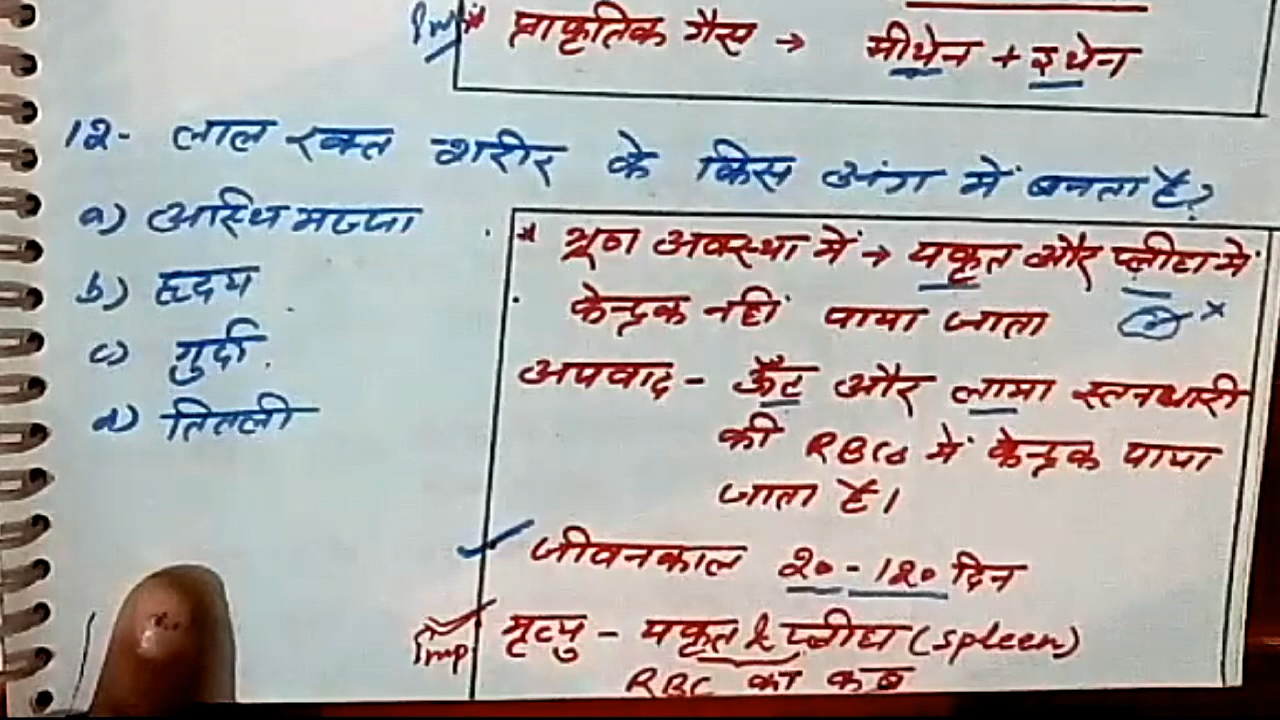 Imp * प्राकृतिक गैस → मीथेन + इथेन
12- लाल रक्त शरीर के किस अंग में बनता है?
a) अस्थि मज्जा
b) हृदय
c) गुर्दा
d) तितली
* भ्रूण अवस्था में → यकृत और प्लीहा में
केन्द्रक नहीं पाया जाता
अपवाद - ऊँट और लामा स्तनधारी
की RBCs में केन्द्रक पाया
जाता है।
जीवनकाल 20-120 दिन
Imp मृत्यु - यकृत & प्लीहा (spleen)
RBC का कब्र